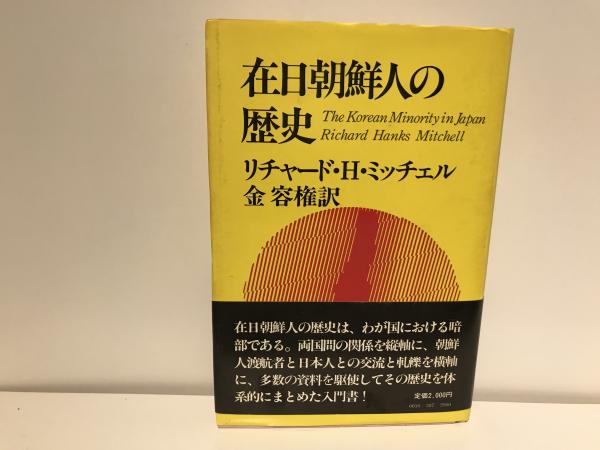 在日朝鮮人の
歴史
The Korean Minority in Japan
Richard Hanks Mitchell
リチャード・H・ミッチェル
金 容権訳
在日朝鮮人の歴史は、わが国における暗
部である。両国間の関係を縦軸に、朝鮮
人渡航者と日本人との交流と軋轢を横軸
に、多数の資料を駆使してその歴史を体
系的にまとめた入門書!
定価2,000円